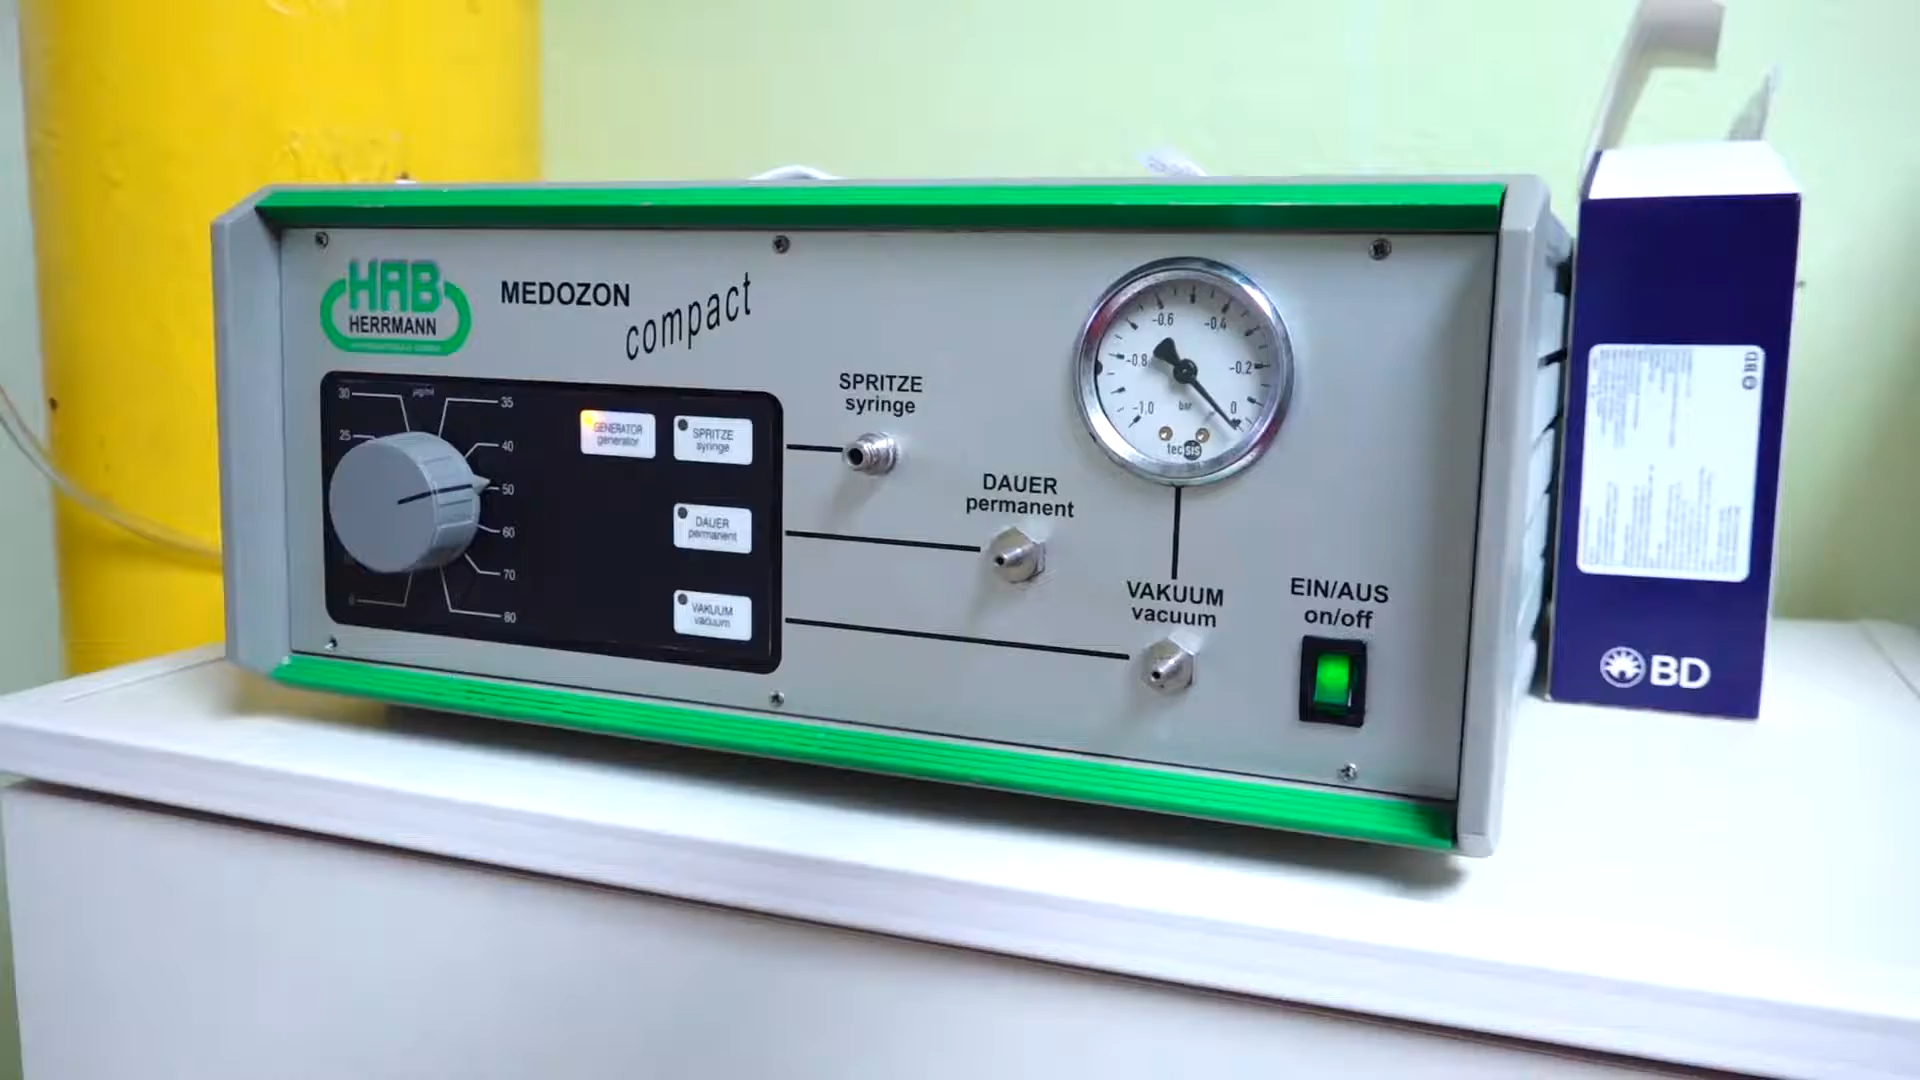 HAB
HERRMANN
MEDOZON
compact
µg/ml
30
35
25
40
50
60
70
80
0
GENERATOR
generator
SPRITZE
syringe
DAUER
permanent
VAKUUM
vacuum
SPRITZE
syringe
DAUER
permanent
VAKUUM
vacuum
-0,6
-0,4
-0,8
-0,2
-1,0
bar
0
tecsis
EIN/AUS
on/off
BD
BD